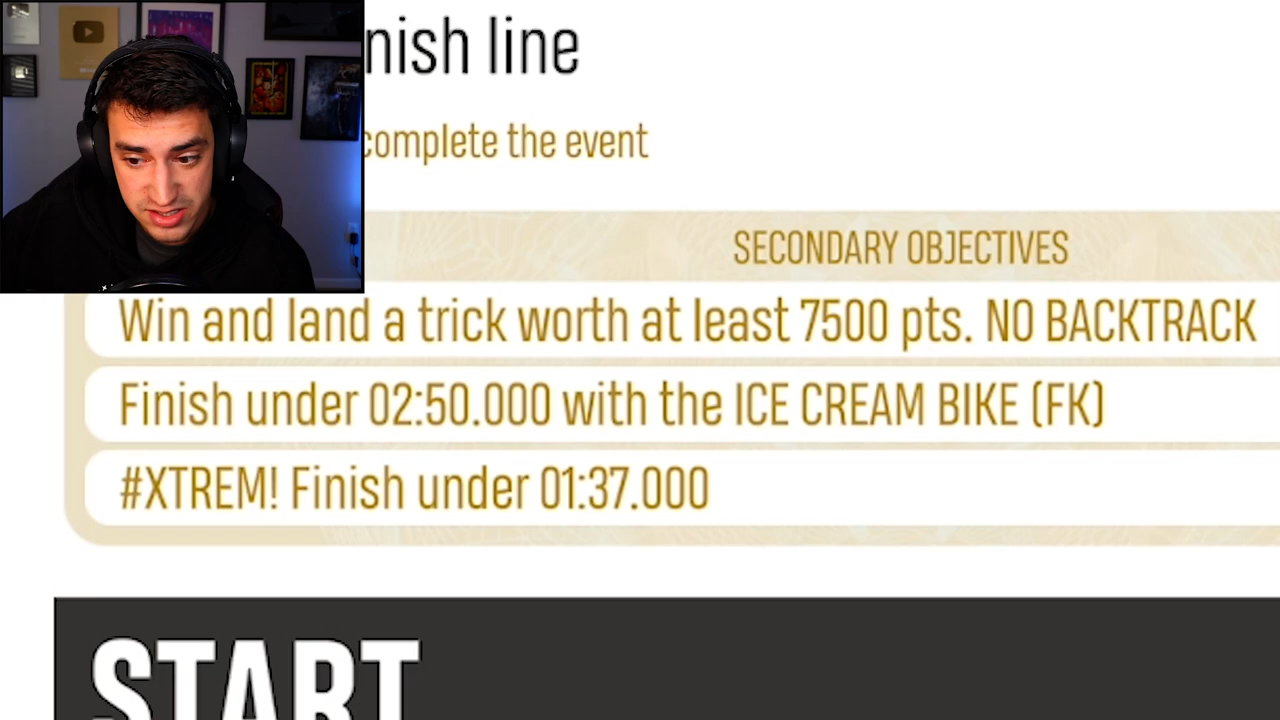 nish line
complete the event
SECONDARY OBJECTIVES
Win and land a trick worth at least 7500 pts. NO BACKTRACK
Finish under 02:50.000 with the ICE CREAM BIKE (FK)
#XTREM! Finish under 01:37.000
START